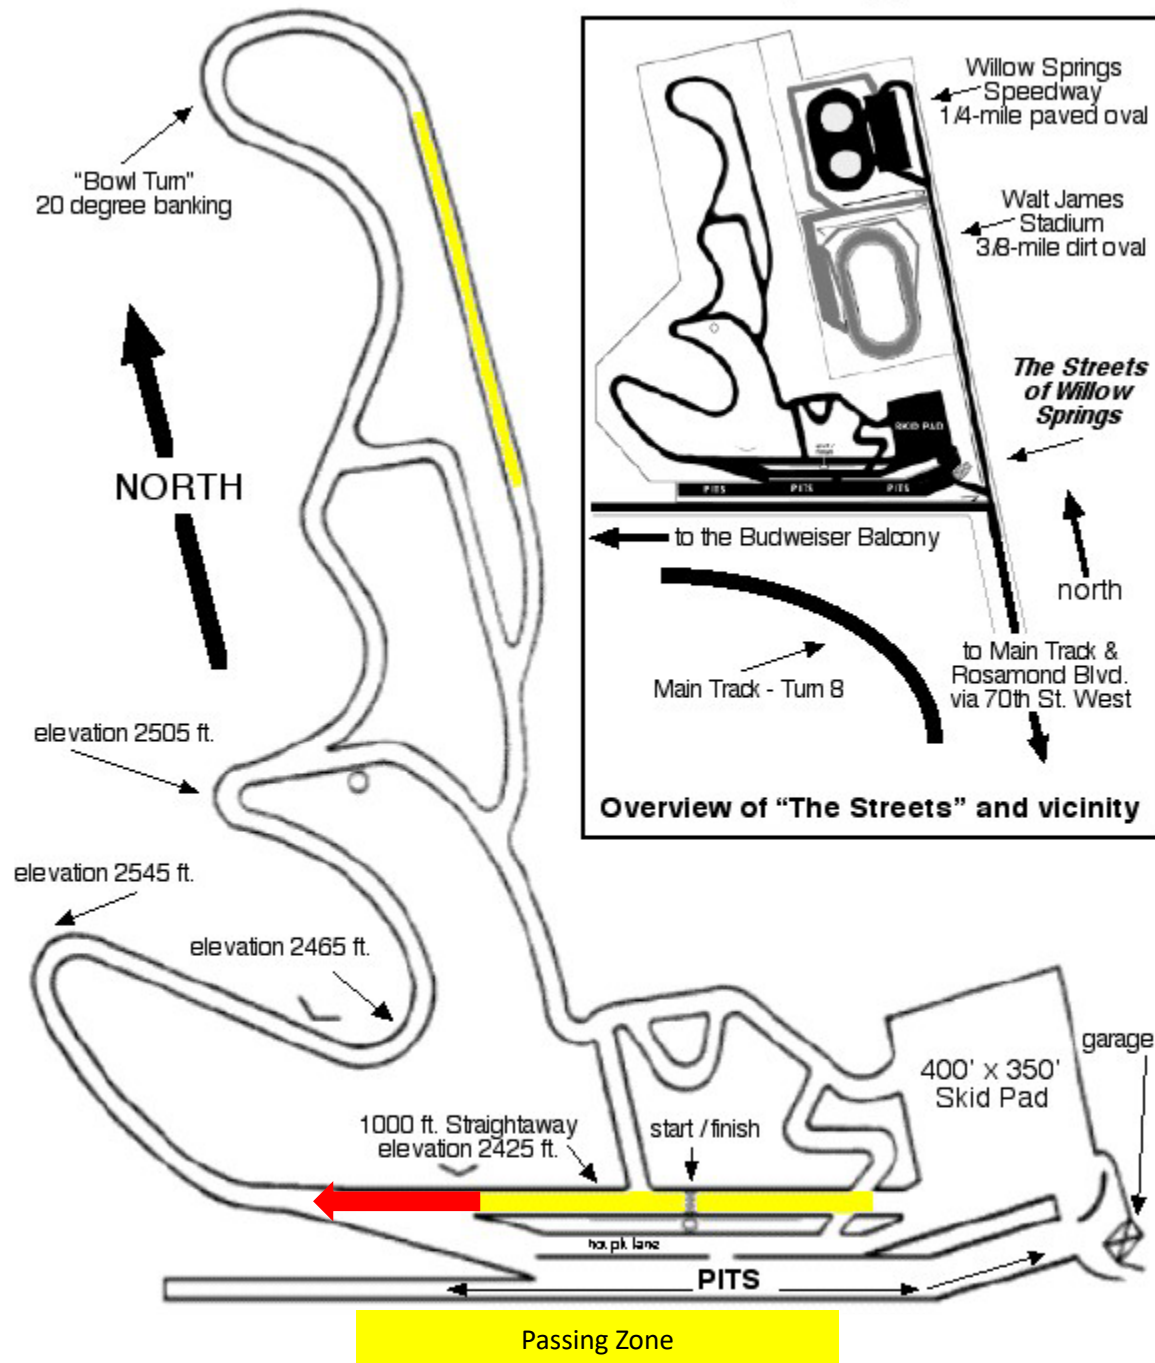 "Bowl Turn"
20 degree banking
NORTH
elevation 2505 ft.
elevation 2545 ft.
elevation 2465 ft.
1000 ft. Straightaway
elevation 2425 ft.
start / finish
400' x 350'
Skid Pad
garage
hot pit lane
PITS
Passing Zone
Willow Springs
Speedway
1/4-mile paved oval
Walt James
Stadium
3/8-mile dirt oval
The Streets
of Willow
Springs
SKID PAD
PITS
PITS
PITS
to the Budweiser Balcony
north
Main Track - Turn 8
to Main Track &
Rosamond Blvd.
via 70th St. West
Overview of “The Streets” and vicinity